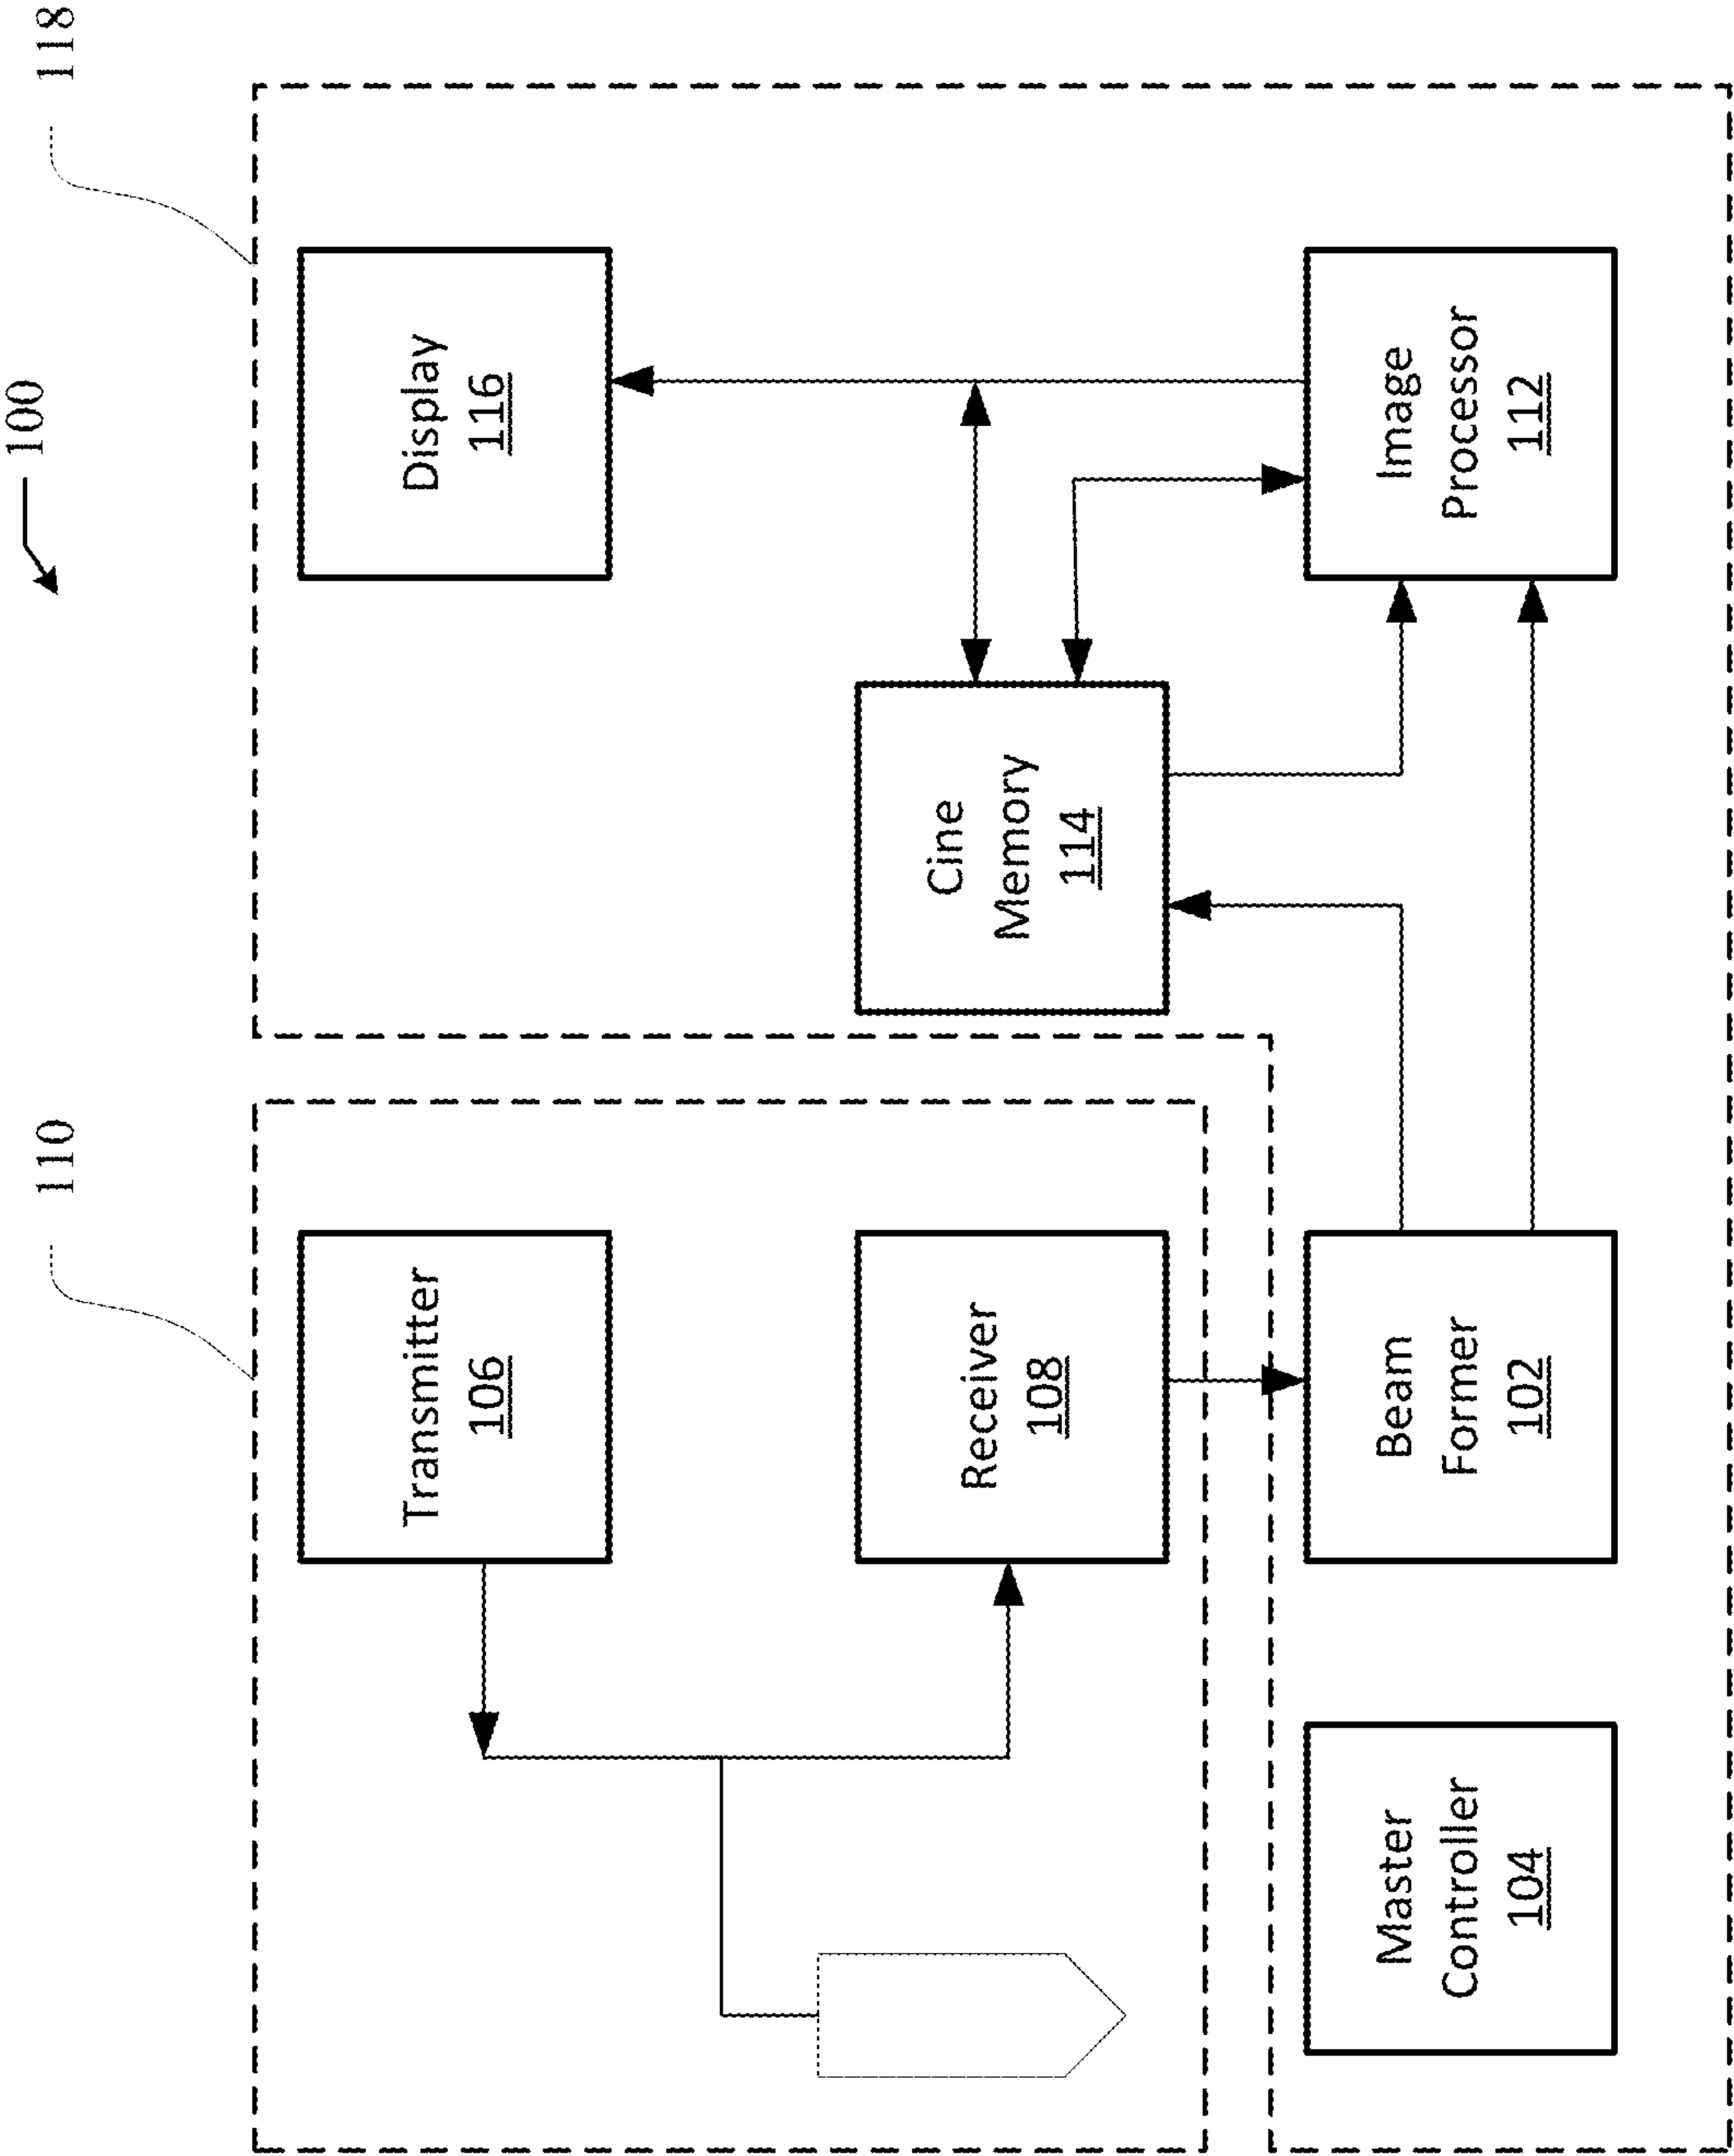 100
110
118
Transmitter
106
Display
116
Receiver
108
Cine
Memory
114
Master
Controller
104
Beam
Former
102
Image
Processor
112